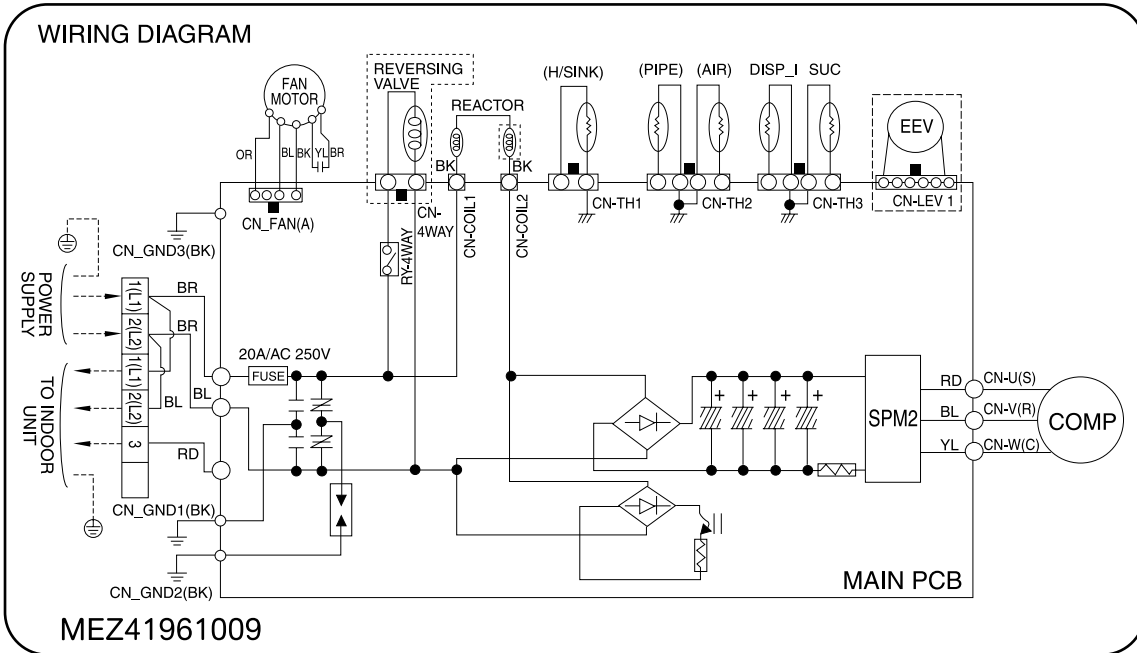 WIRING DIAGRAM
FAN
MOTOR
OR
BL
BK
YL
BR
CN_FAN(A)
REVERSING
VALVE
REACTOR
BK
BK
CN-
4WAY
CN-COIL1
CN-COIL2
RY-4WAY
(H/SINK)
(PIPE)
(AIR)
DISP_I
SUC
EEV
CN-TH1
CN-TH2
CN-TH3
CN-LEV 1
CN_GND3(BK)
POWER
SUPPLY
TO INDOOR
UNIT
1(L1)
2(L2)
1(L1)
2(L2)
3
BR
BR
BL
BL
RD
20A/AC 250V
FUSE
CN_GND1(BK)
CN_GND2(BK)
+
+
+
+
SPM2
RD
CN-U(S)
BL
CN-V(R)
YL
CN-W(C)
COMP
MAIN PCB
MEZ41961009